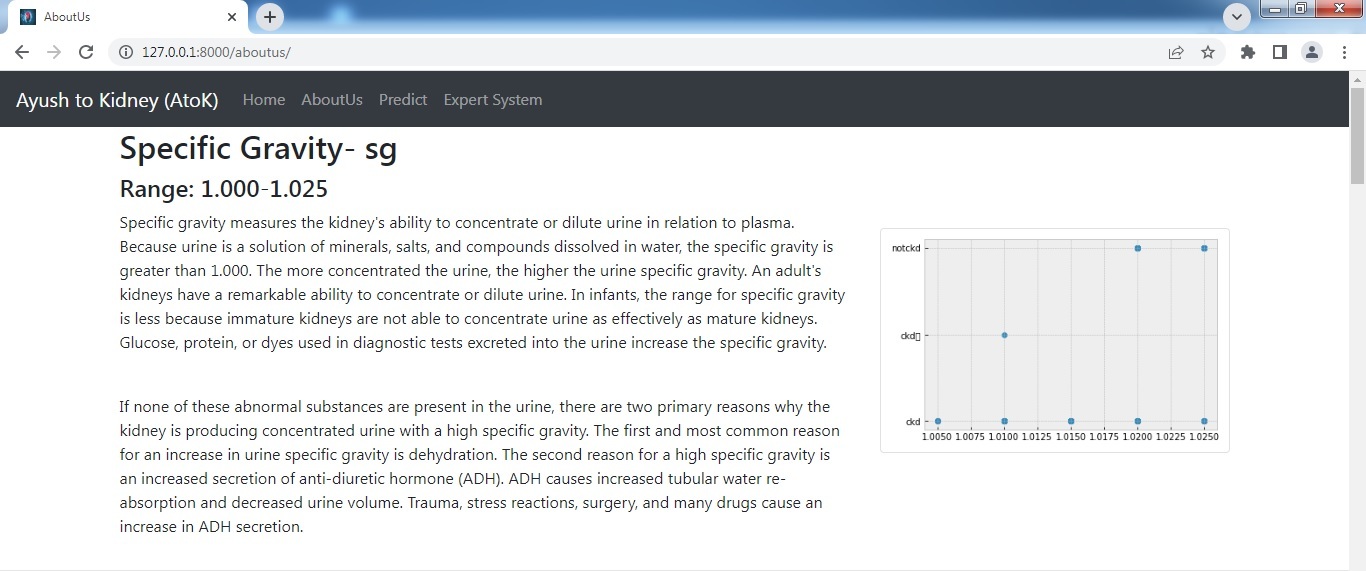 AboutUs
127.0.0.1:8000/aboutus/
Ayush to Kidney (AtoK) Home AboutUs Predict Expert System
Specific Gravity- sg
Range: 1.000-1.025
Specific gravity measures the kidney's ability to concentrate or dilute urine in relation to plasma.
Because urine is a solution of minerals, salts, and compounds dissolved in water, the specific gravity is
greater than 1.000. The more concentrated the urine, the higher the urine specific gravity. An adult's
kidneys have a remarkable ability to concentrate or dilute urine. In infants, the range for specific gravity
is less because immature kidneys are not able to concentrate urine as effectively as mature kidneys.
Glucose, protein, or dyes used in diagnostic tests excreted into the urine increase the specific gravity.
If none of these abnormal substances are present in the urine, there are two primary reasons why the
kidney is producing concentrated urine with a high specific gravity. The first and most common reason
for an increase in urine specific gravity is dehydration. The second reason for a high specific gravity is
an increased secretion of anti-diuretic hormone (ADH). ADH causes increased tubular water re-
absorption and decreased urine volume. Trauma, stress reactions, surgery, and many drugs cause an
increase in ADH secretion.
notckd
ckd▯
ckd
1.0050 1.0075 1.0100 1.0125 1.0150 1.0175 1.0200 1.0225 1.0250